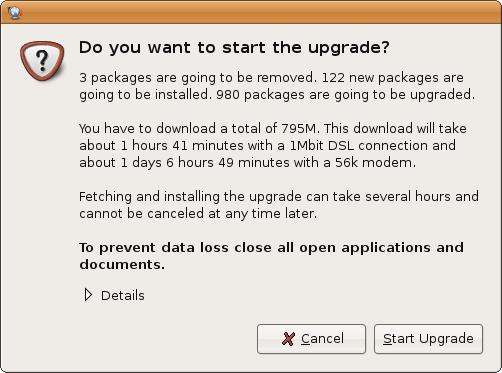 Do you want to start the upgrade?
3 packages are going to be removed. 122 new packages are
going to be installed. 980 packages are going to be upgraded.
You have to download a total of 795M. This download will take
about 1 hours 41 minutes with a 1Mbit DSL connection and
about 1 days 6 hours 49 minutes with a 56k modem.
Fetching and installing the upgrade can take several hours and
cannot be canceled at any time later.
To prevent data loss close all open applications and
documents.
Details
Cancel
Start Upgrade